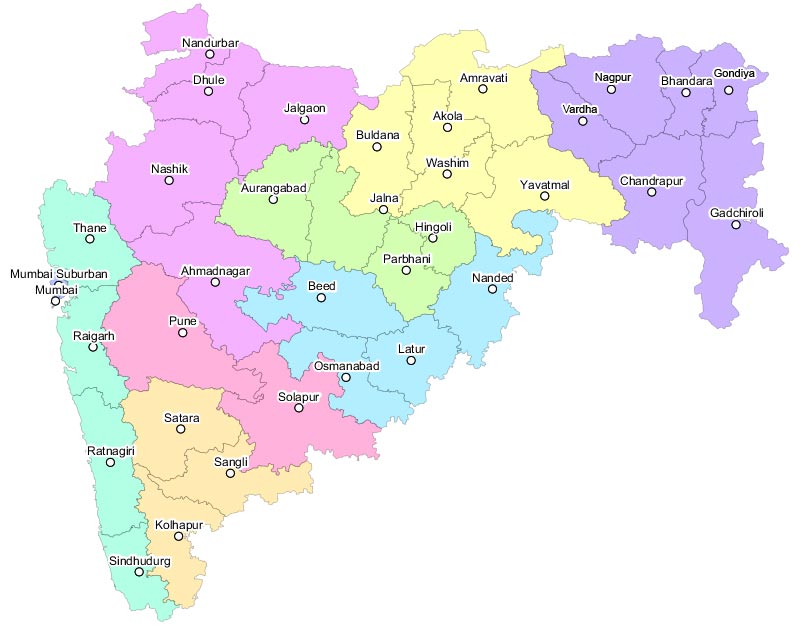 Nandurbar
Dhule
Jalgaon
Nashik
Amravati
Akola
Buldana
Washim
Yavatmal
Nagpur
Bhandara
Gondiya
Vardha
Chandrapur
Gadchiroli
Aurangabad
Jalna
Hingoli
Parbhani
Thane
Mumbai Suburban
Mumbai
Ahmadnagar
Beed
Nanded
Raigarh
Pune
Latur
Osmanabad
Solapur
Satara
Sangli
Ratnagiri
Kolhapur
Sindhudurg